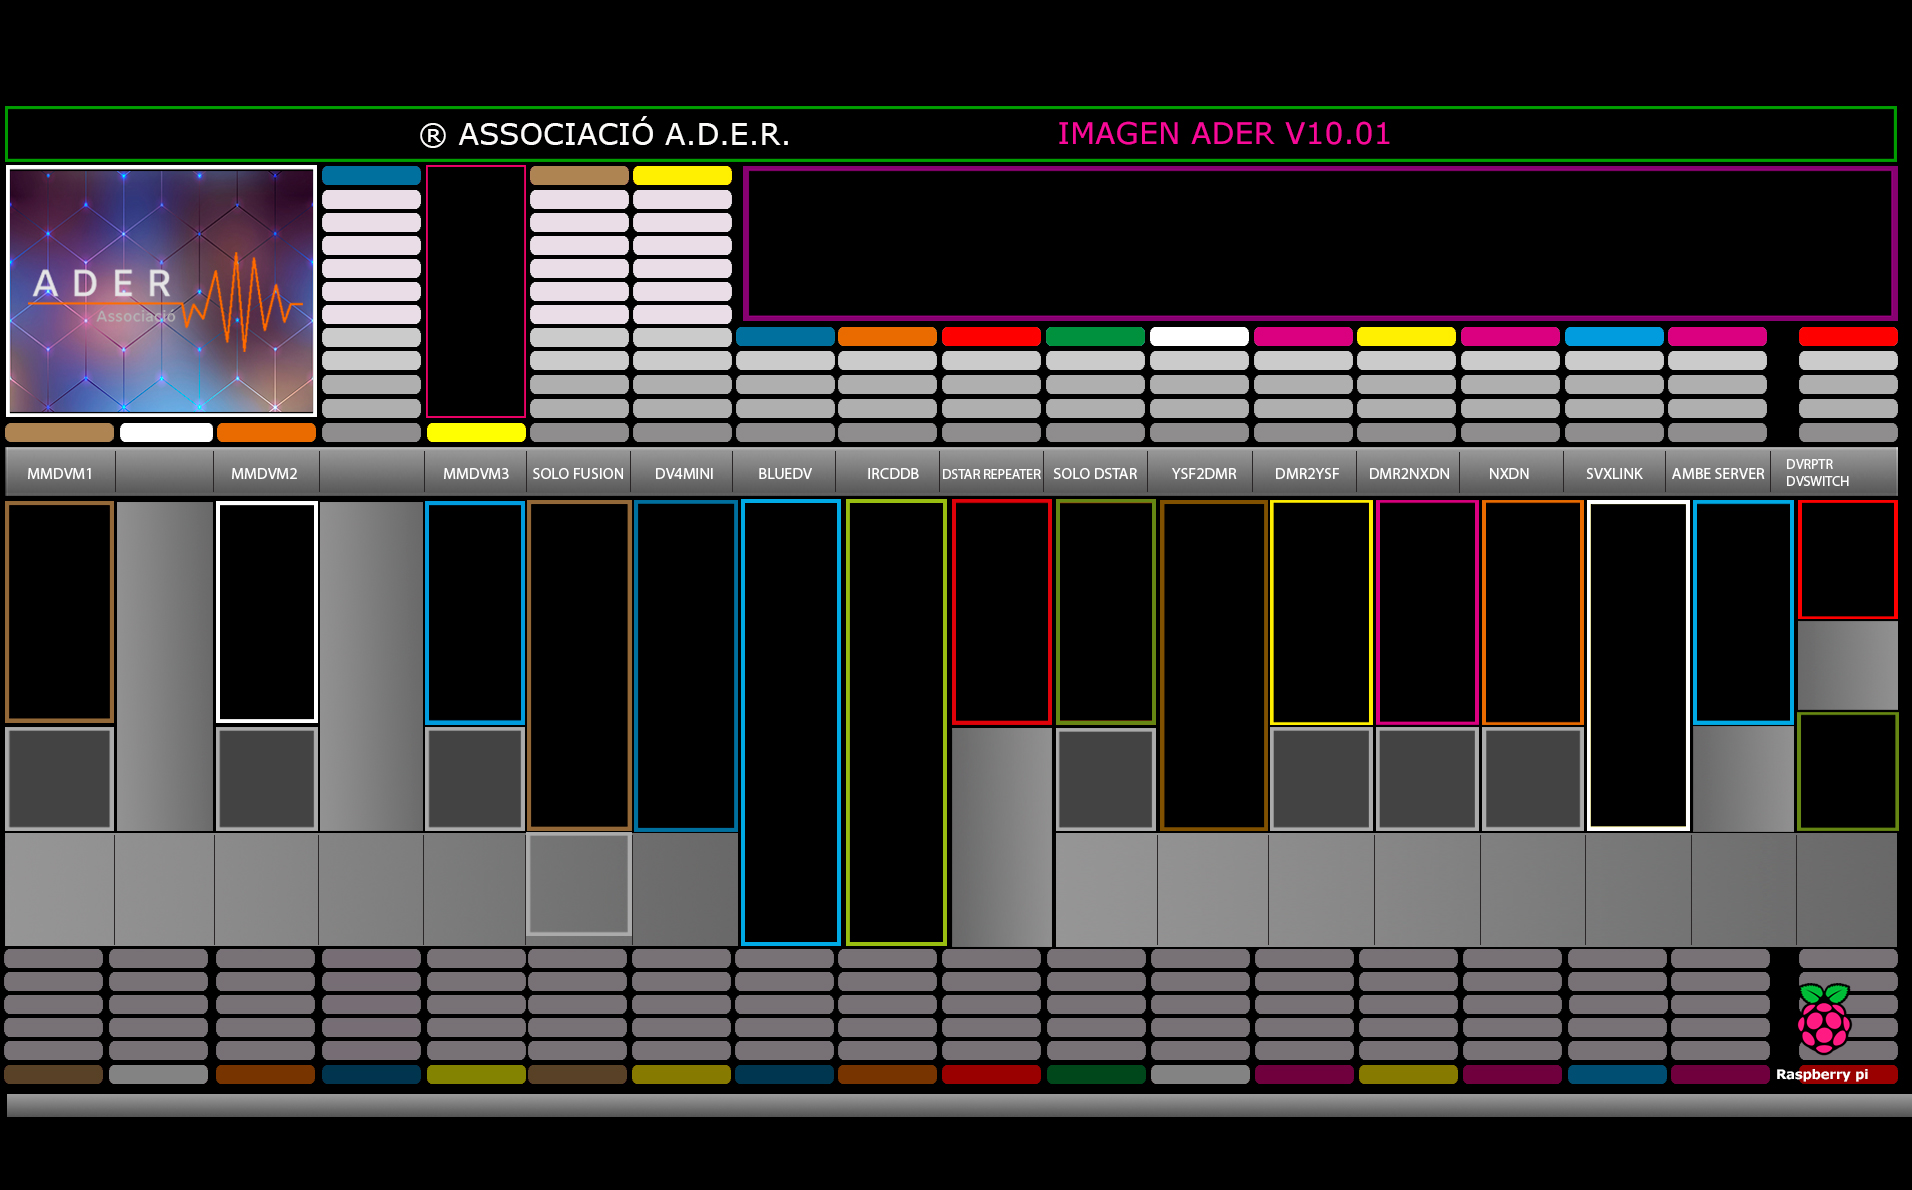 ® ASSOCIACIÓ A.D.E.R.
IMAGEN ADER V10.01
ADER
Associació
MMDVM1
MMDVM2
MMDVM3
SOLO FUSION
DV4MINI
BLUEDV
IRCDDB
DSTAR REPEATER
SOLO DSTAR
YSF2DMR
DMR2YSF
DMR2NXDN
NXDN
SVXLINK
AMBE SERVER
DVRPTR
DVSWITCH
Raspberry pi